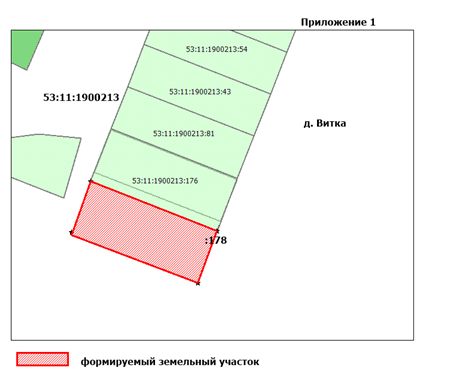 Приложение 1
53:11:1900213:54
53:11:1900213:43
53:11:1900213
д. Витка
53:11:1900213:81
53:11:1900213:176
:178
формируемый земельный участок